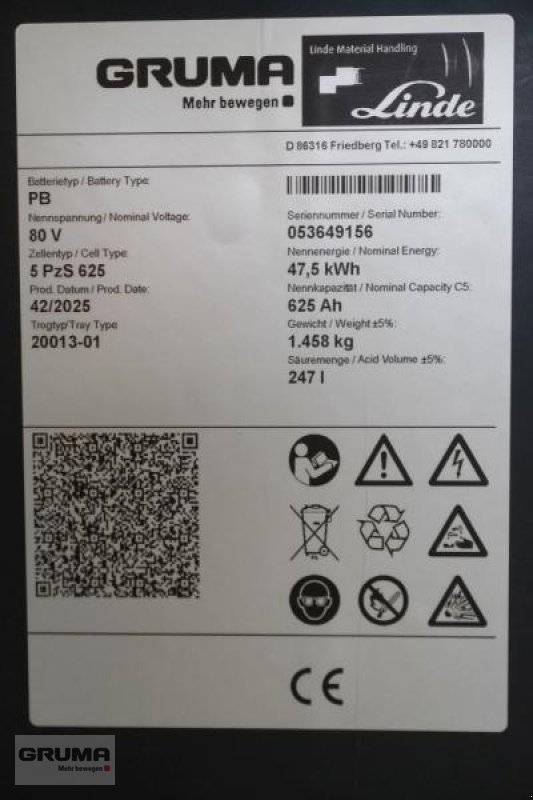 GRUMA
Mehr bewegen
Linde Material Handling
Linde
D 86316 Friedberg Tel.: +49 821 780000
Batterietyp / Battery Type:
PB
Nennspannung / Nominal Voltage:
80 V
Zellentyp / Cell Type:
5 PzS 625
Prod. Datum / Prod. Date:
42/2025
Trogtyp/Tray Type:
20013-01
Seriennummer / Serial Number:
053649156
Nennenergie / Nominal Energy:
47,5 kWh
Nennkapazität / Nominal Capacity C5:
625 Ah
Gewicht / Weight ±5%:
1.458 kg
Säuremenge / Acid Volume ±5%:
247 l
Pb
CE
GRUMA
Mehr bewegen